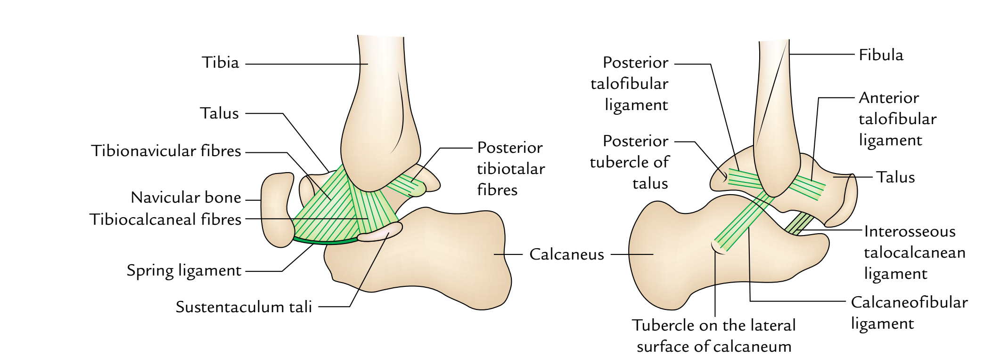 Tibia
Talus
Tibionavicular fibres
Navicular bone
Tibiocalcaneal fibres
Spring ligament
Sustentaculum tali
Posterior
tibiotalar
fibres
Calcaneus
Posterior
talofibular
ligament
Posterior
tubercle of
talus
Fibula
Anterior
talofibular
ligament
Talus
Interosseous
talocalcanean
ligament
Calcaneofibular
ligament
Tubercle on the lateral
surface of calcaneum